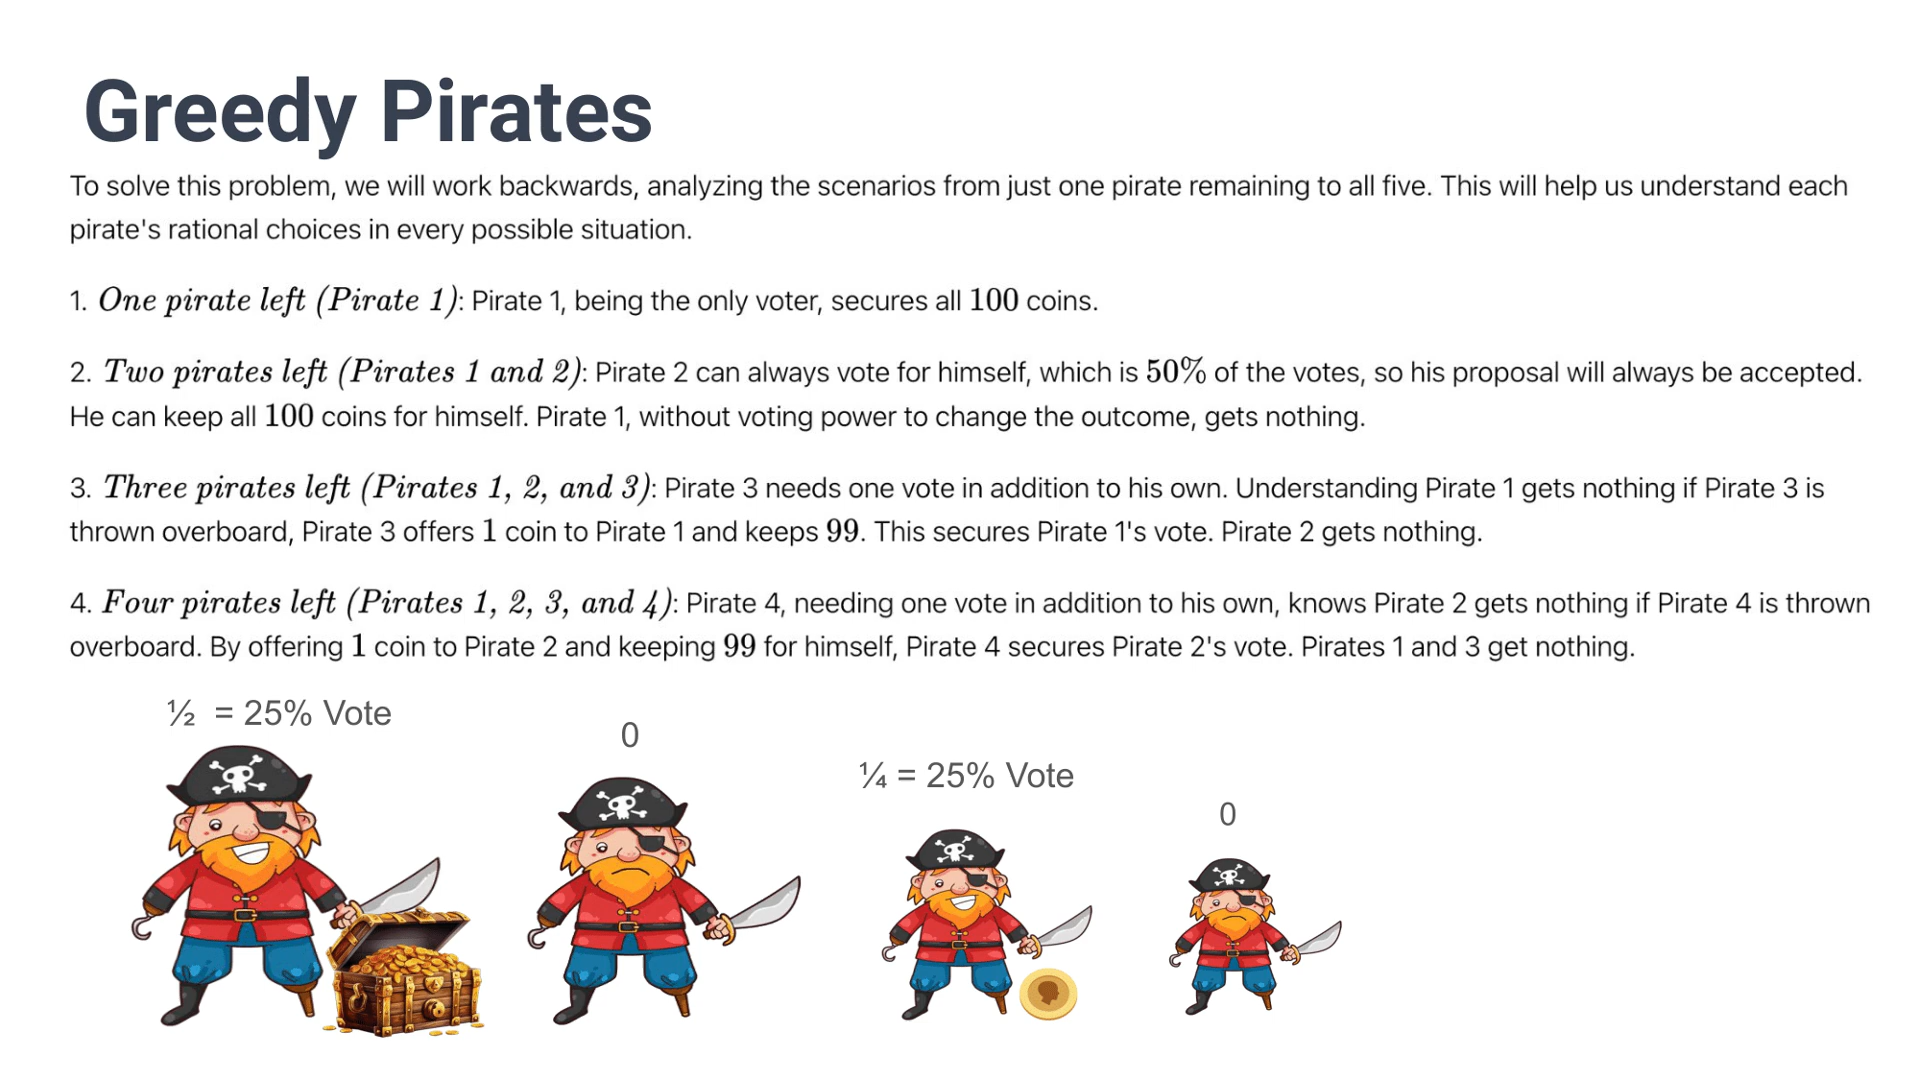 Greedy Pirates
To solve this problem, we will work backwards, analyzing the scenarios from just one pirate remaining to all five. This will help us understand each
pirate's rational choices in every possible situation.
1. One pirate left (Pirate 1): Pirate 1, being the only voter, secures all 100 coins.
2. Two pirates left (Pirates 1 and 2): Pirate 2 can always vote for himself, which is 50% of the votes, so his proposal will always be accepted.
He can keep all 100 coins for himself. Pirate 1, without voting power to change the outcome, gets nothing.
3. Three pirates left (Pirates 1, 2, and 3): Pirate 3 needs one vote in addition to his own. Understanding Pirate 1 gets nothing if Pirate 3 is
thrown overboard, Pirate 3 offers 1 coin to Pirate 1 and keeps 99. This secures Pirate 1's vote. Pirate 2 gets nothing.
4. Four pirates left (Pirates 1, 2, 3, and 4): Pirate 4, needing one vote in addition to his own, knows Pirate 2 gets nothing if Pirate 4 is thrown
overboard. By offering 1 coin to Pirate 2 and keeping 99 for himself, Pirate 4 secures Pirate 2's vote. Pirates 1 and 3 get nothing.
½ = 25% Vote
0
¼ = 25% Vote
0